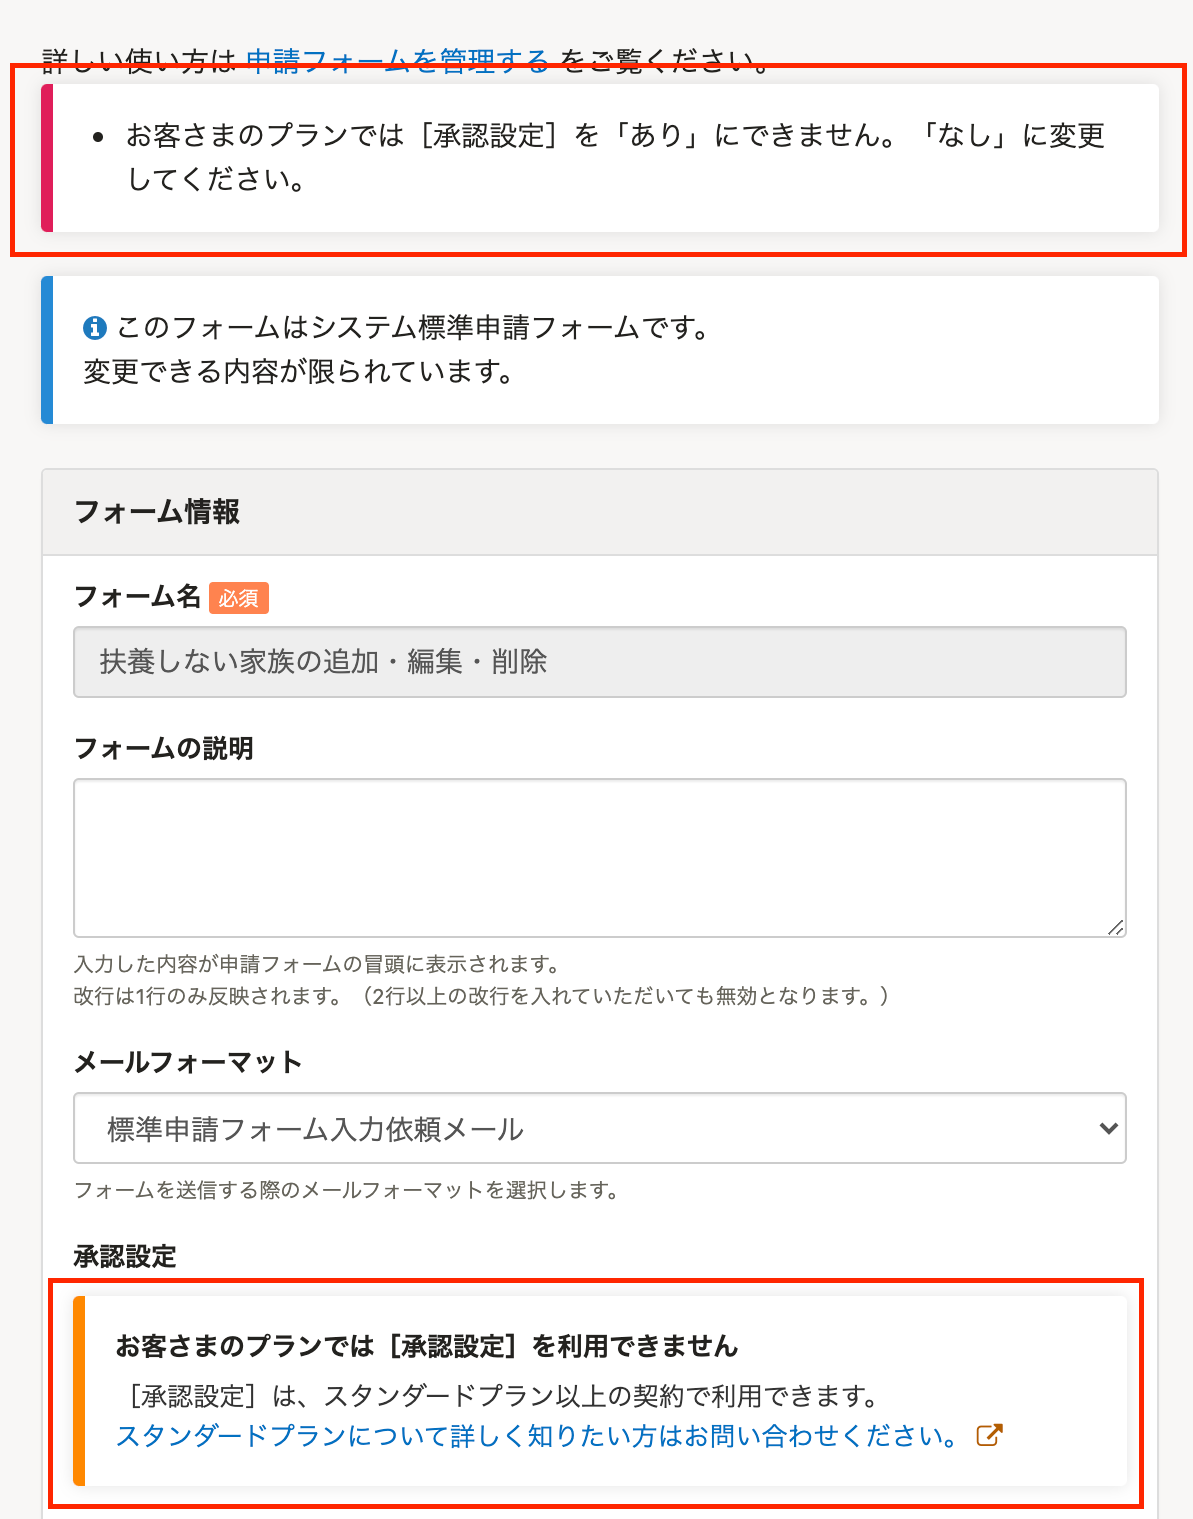 詳しい使い方は 申請フォームを管理する をご覧ください。
• お客さまのプランでは［承認設定］を「あり」にできません。「なし」に変更
してください。
このフォームはシステム標準申請フォームです。
変更できる内容が限られています。
フォーム情報
フォーム名 必須
扶養しない家族の追加・編集・削除
フォームの説明
入力した内容が申請フォームの冒頭に表示されます。
改行は1行のみ反映されます。（2行以上の改行を入れていただいても無効となります。）
メールフォーマット
標準申請フォーム入力依頼メール
フォームを送信する際のメールフォーマットを選択します。
承認設定
お客さまのプランでは［承認設定］を利用できません
［承認設定］は、スタンダードプラン以上の契約で利用できます。
スタンダードプランについて詳しく知りたい方はお問い合わせください。